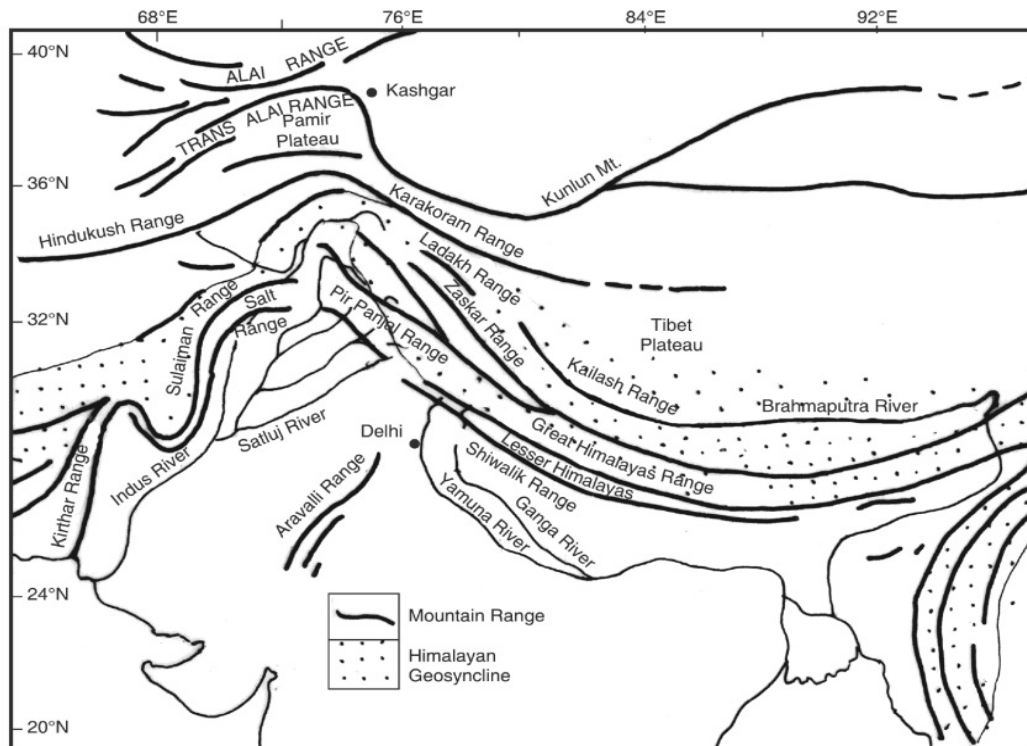 68°E
76°E
84°E
92°E
40°N
36°N
32°N
24°N
20°N
ALAI RANGE
Kashgar
TRANS ALAI RANGE
Pamir
Plateau
Kunlun Mt.
Hindukush Range
Karakoram Range
Ladakh Range
Zaskar Range
Sulaiman Range
Salt
Range
Pir Panjal Range
Tibet
Plateau
Kailash Range
Brahmaputra River
Satluj River
Delhi
Great Himalayas Range
Lesser Himalayas
Shiwalik Range
Indus River
Kirthar Range
Aravalli Range
Yamuna River
Ganga River
Mountain Range
Himalayan
Geosyncline